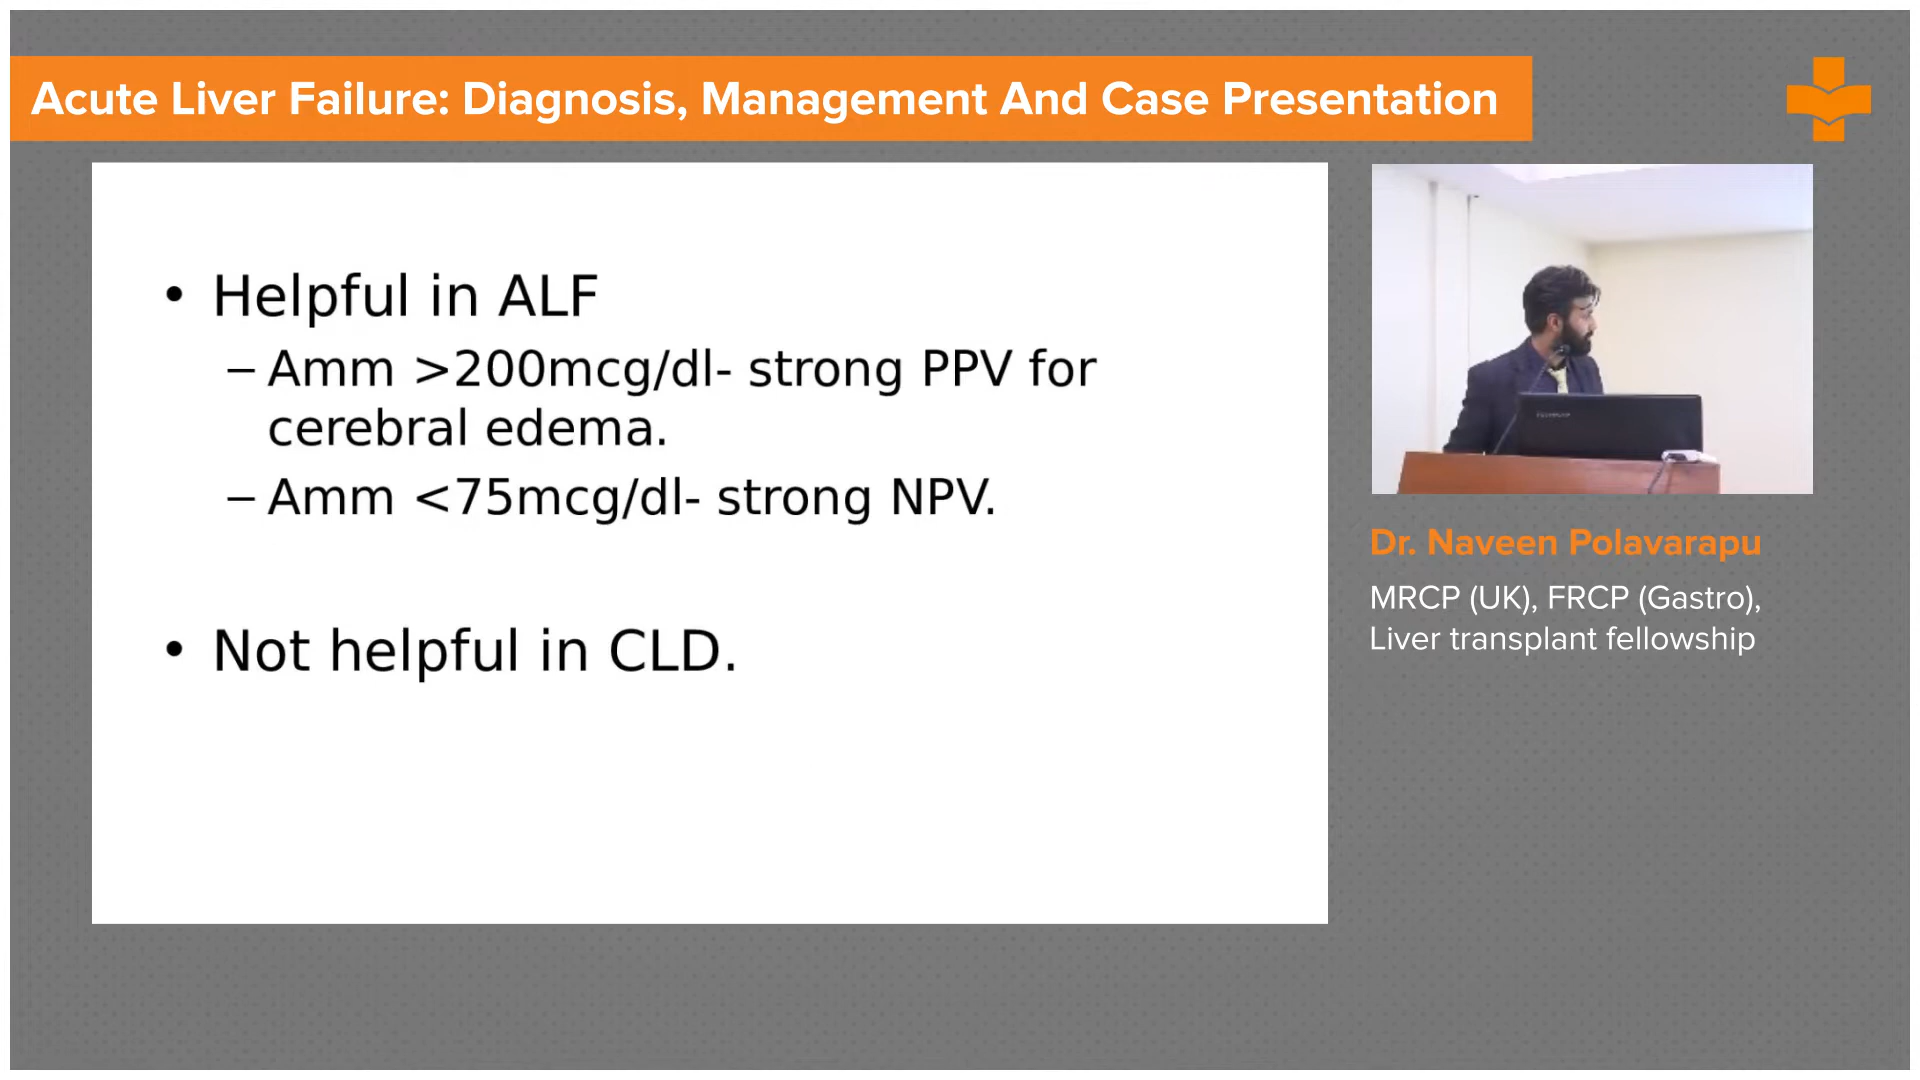 Acute Liver Failure: Diagnosis, Management And Case Presentation
• Helpful in ALF
– Amm >200mcg/dl- strong PPV for
cerebral edema.
– Amm <75mcg/dl- strong NPV.
• Not helpful in CLD.
Dr. Naveen Polavarapu
MRCP (UK), FRCP (Gastro),
Liver transplant fellowship